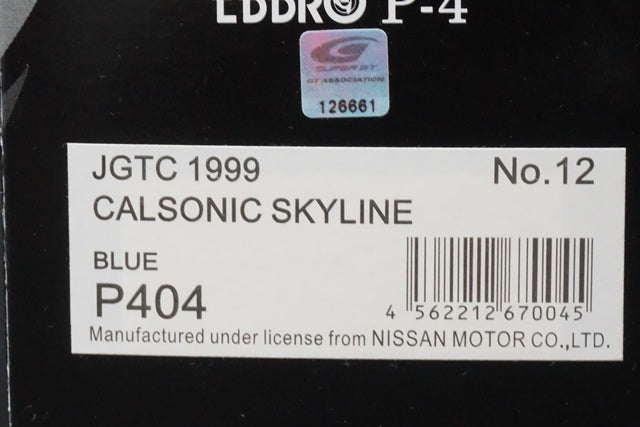 EBBRO P-4
SUPER GT
GT ASSOCIATION
126661
JGTC 1999 No.12
CALSONIC SKYLINE
BLUE
P404
4 562212 670045
Manufactured under license from NISSAN MOTOR CO.,LTD.